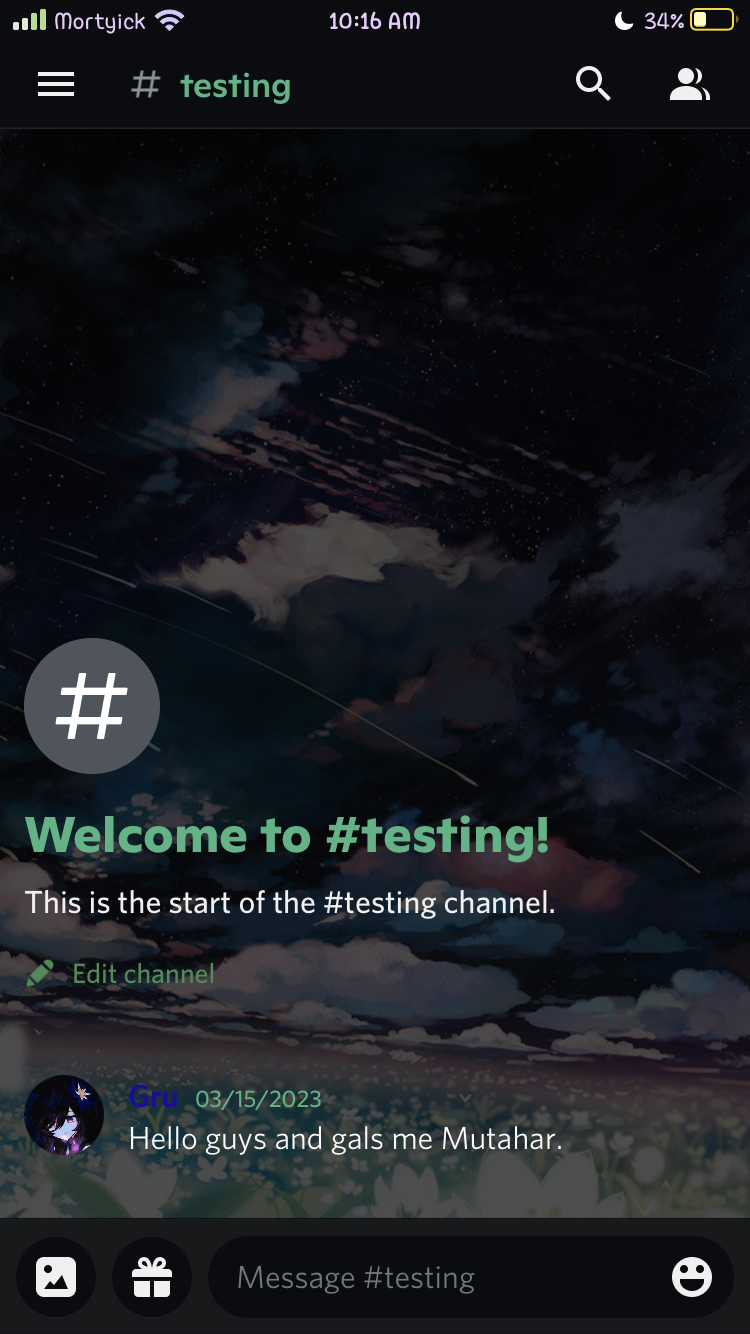 Mortyick 10:16 AM 34%
# testing
#
Welcome to #testing!
This is the start of the #testing channel.
Edit channel
Gru 03/15/2023
Hello guys and gals me Mutahar.
Message #testing